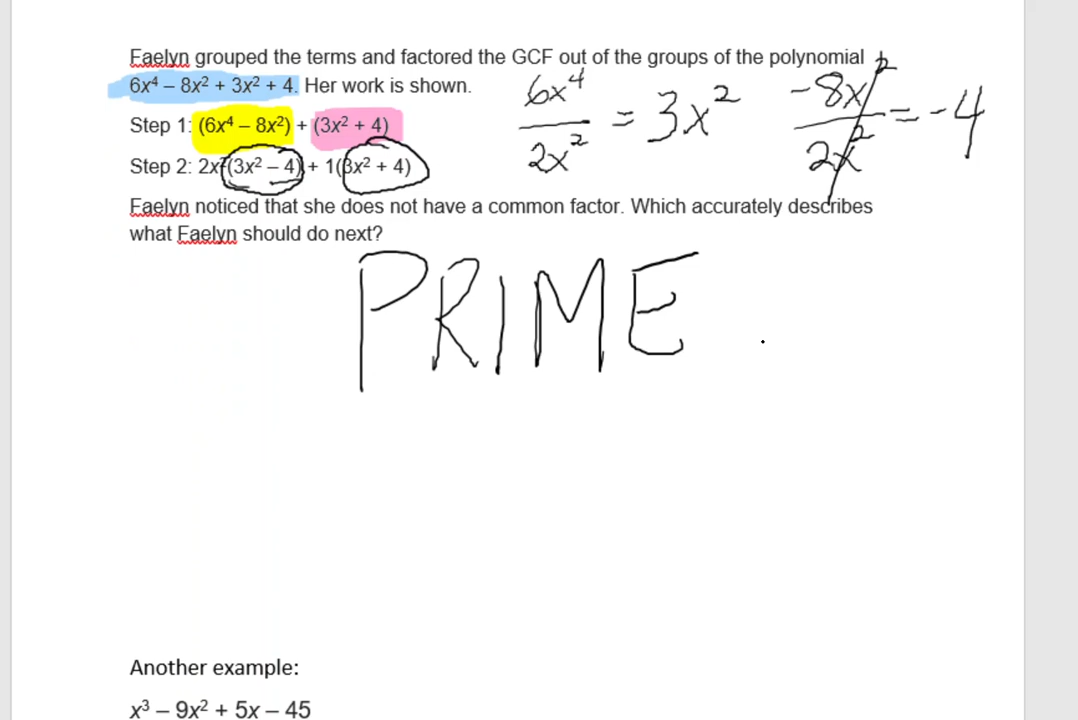 Faelyn grouped the terms and factored the GCF out of the groups of the polynomial
6x⁴ – 8x² + 3x² + 4. Her work is shown.
6x⁴/2x² = 3x²
-8x²/2x² = -4
Step 1: (6x⁴ – 8x²) + (3x² + 4)
Step 2: 2x²(3x² – 4) + 1(3x² + 4)
Faelyn noticed that she does not have a common factor. Which accurately describes
what Faelyn should do next?
PRIME
Another example:
x³ – 9x² + 5x – 45